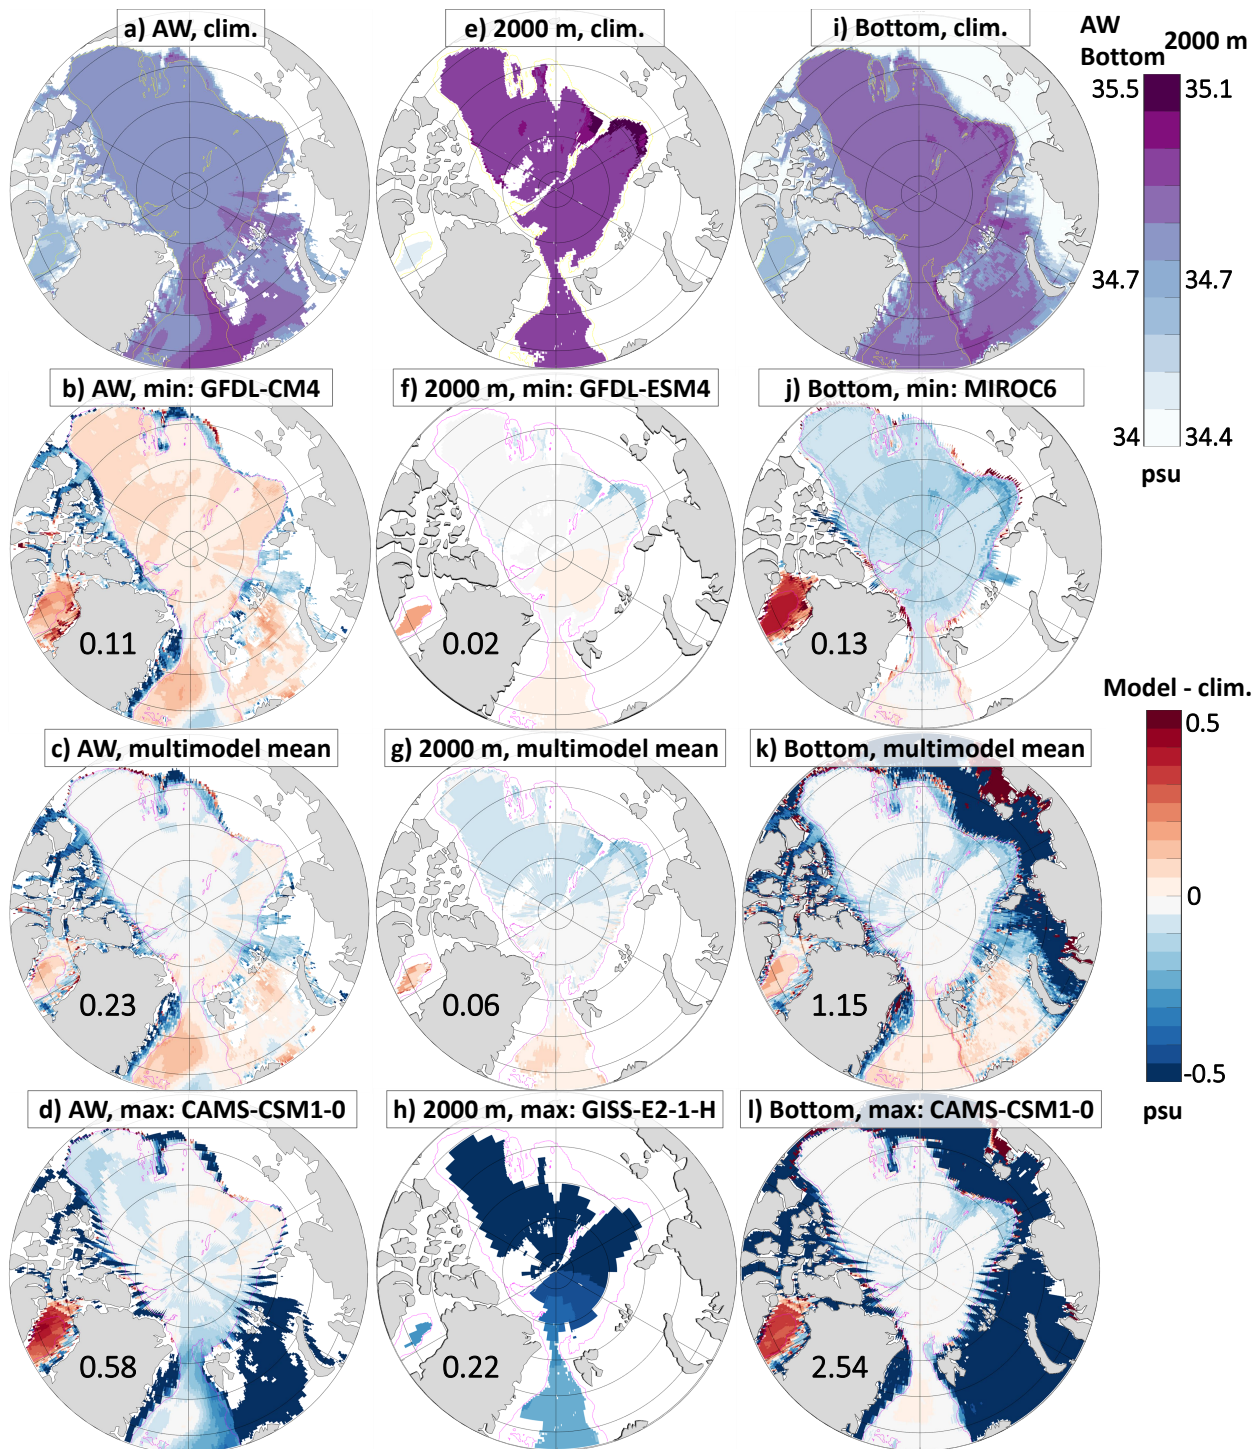 a) AW, clim.
e) 2000 m, clim.
i) Bottom, clim.
AW
Bottom
2000 m
35.5
35.1
34.7
34.7
34
34.4
psu
b) AW, min: GFDL-CM4
f) 2000 m, min: GFDL-ESM4
j) Bottom, min: MIROC6
0.11
0.02
0.13
Model - clim.
0.5
0
-0.5
psu
c) AW, multimodel mean
g) 2000 m, multimodel mean
k) Bottom, multimodel mean
0.23
0.06
1.15
d) AW, max: CAMS-CSM1-0
h) 2000 m, max: GISS-E2-1-H
l) Bottom, max: CAMS-CSM1-0
0.58
0.22
2.54